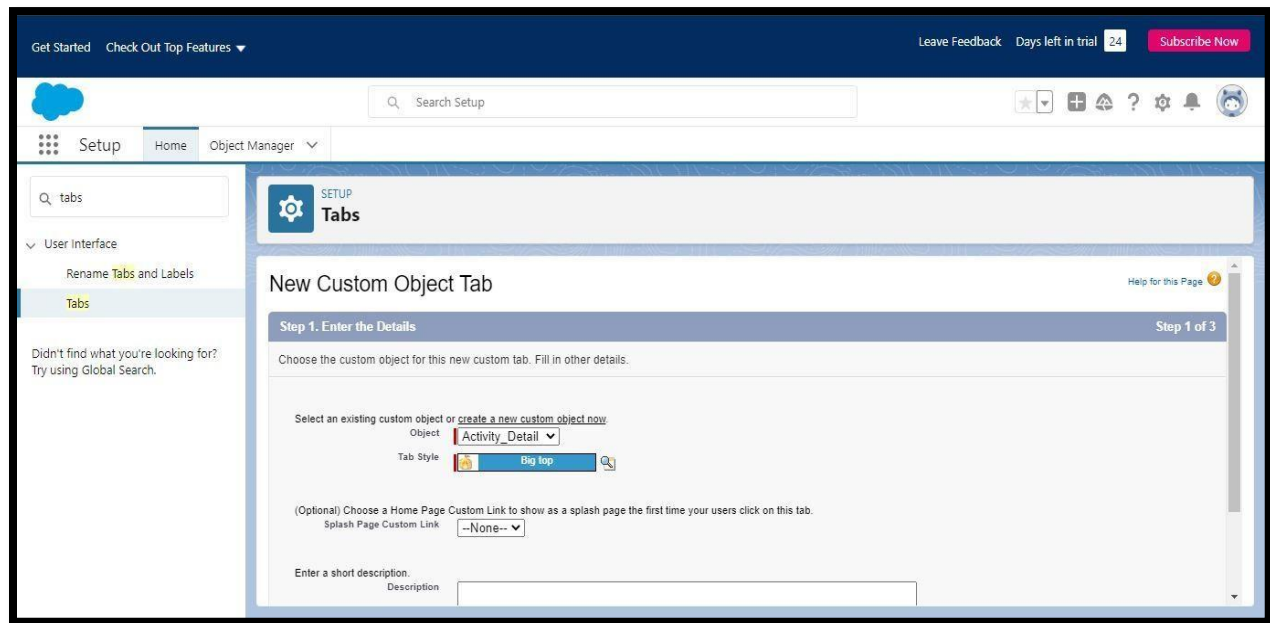 Get Started Check Out Top Features Leave Feedback Days left in trial 24 Subscribe Now
Search Setup
Setup Home Object Manager
tabs
User Interface
Rename Tabs and Labels
Tabs
Didn't find what you're looking for?
Try using Global Search.
SETUP
Tabs
New Custom Object Tab Help for this Page
Step 1. Enter the Details Step 1 of 3
Choose the custom object for this new custom tab. Fill in other details.
Select an existing custom object or create a new custom object now.
Object Activity_Detail
Tab Style Big top
(Optional) Choose a Home Page Custom Link to show as a splash page the first time your users click on this tab.
Splash Page Custom Link --None--
Enter a short description.
Description